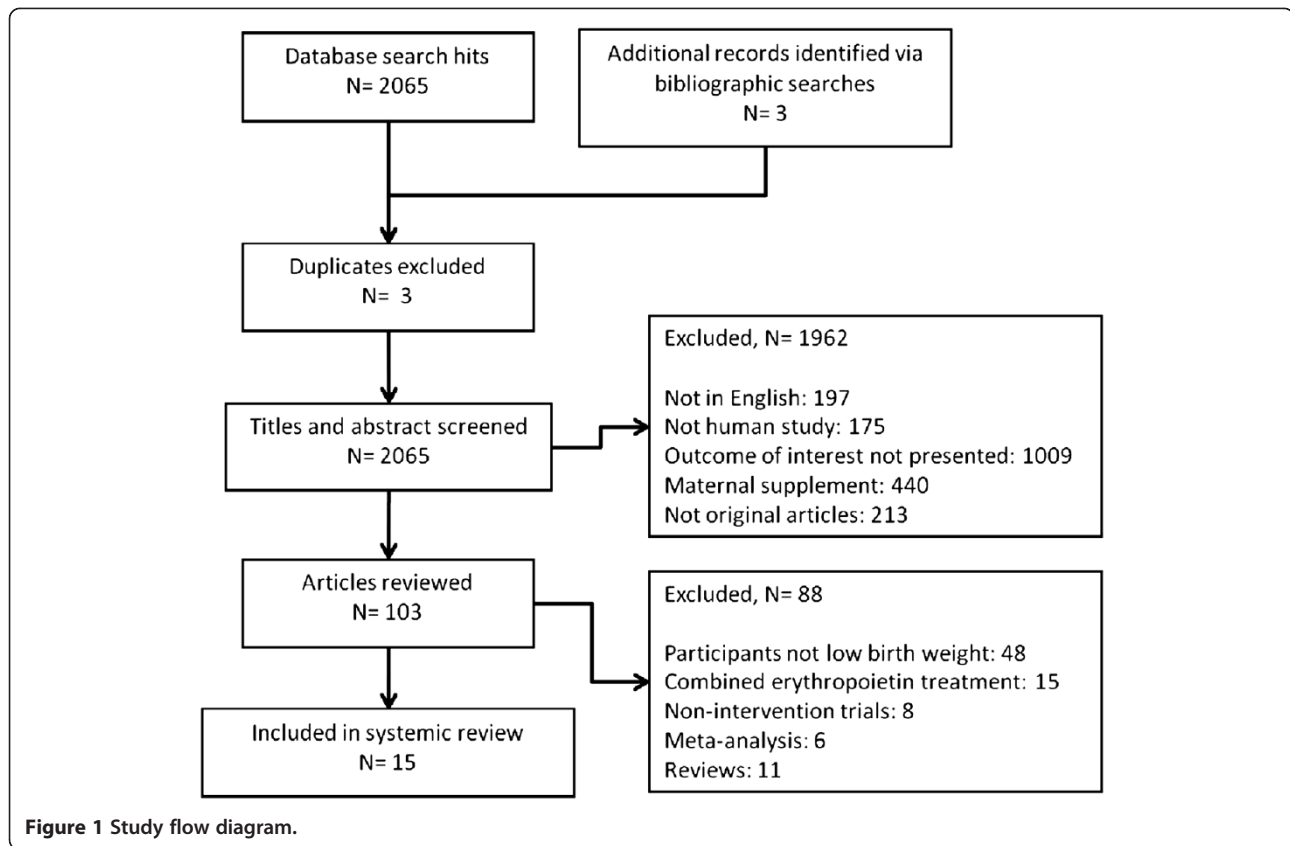 Database search hits
N= 2065
Additional records identified via
bibliographic searches
N= 3
Duplicates excluded
N= 3
Titles and abstract screened
N= 2065
Excluded, N= 1962
Not in English: 197
Not human study: 175
Outcome of interest not presented: 1009
Maternal supplement: 440
Not original articles: 213
Articles reviewed
N= 103
Excluded, N= 88
Participants not low birth weight: 48
Combined erythropoietin treatment: 15
Non-intervention trials: 8
Meta-analysis: 6
Reviews: 11
Included in systemic review
N= 15
Figure 1 Study flow diagram.